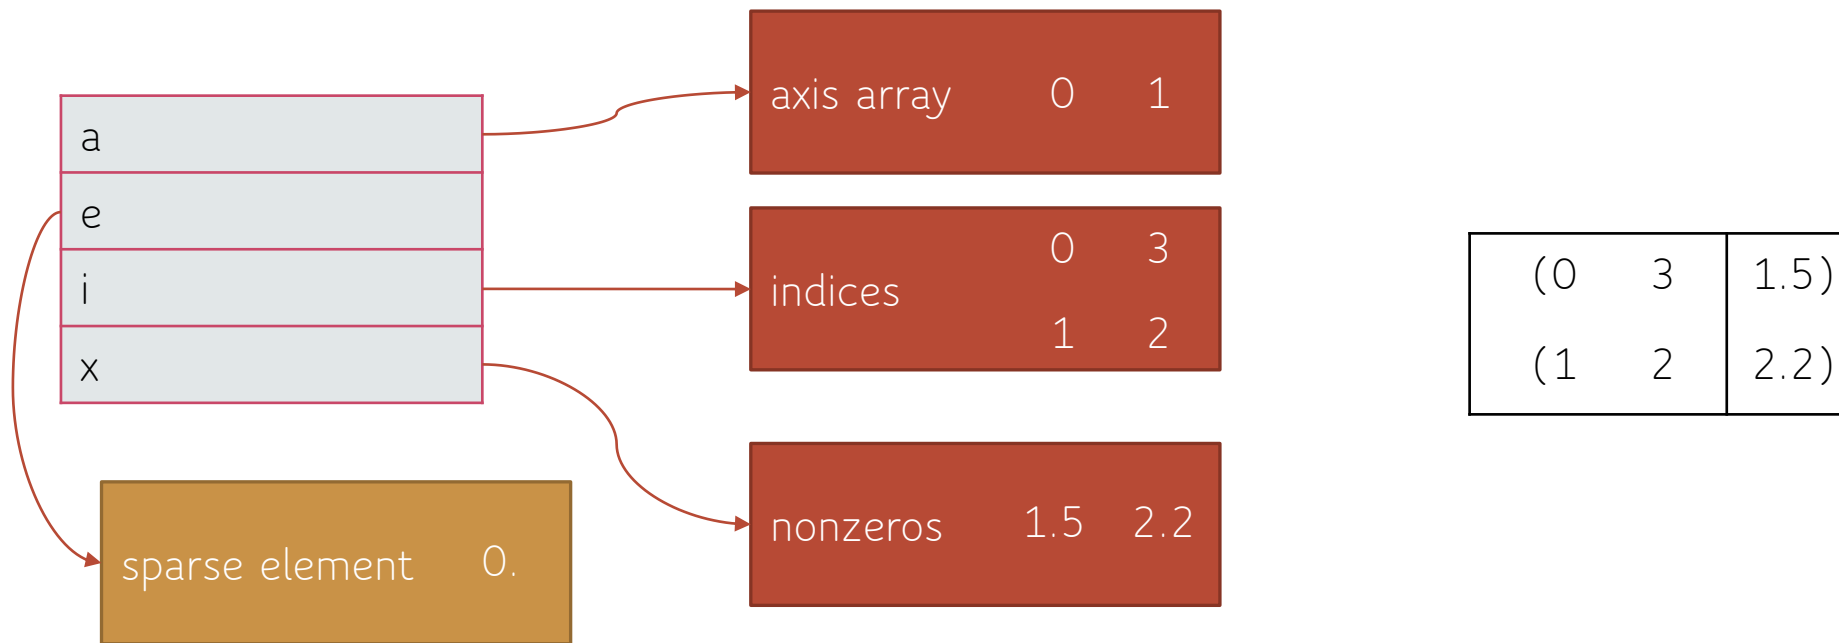 a
e
i
x
axis array 0 1
indices
0 3
1 2
nonzeros 1.5 2.2
sparse element 0.
(0 3 1.5)
(1 2 2.2)